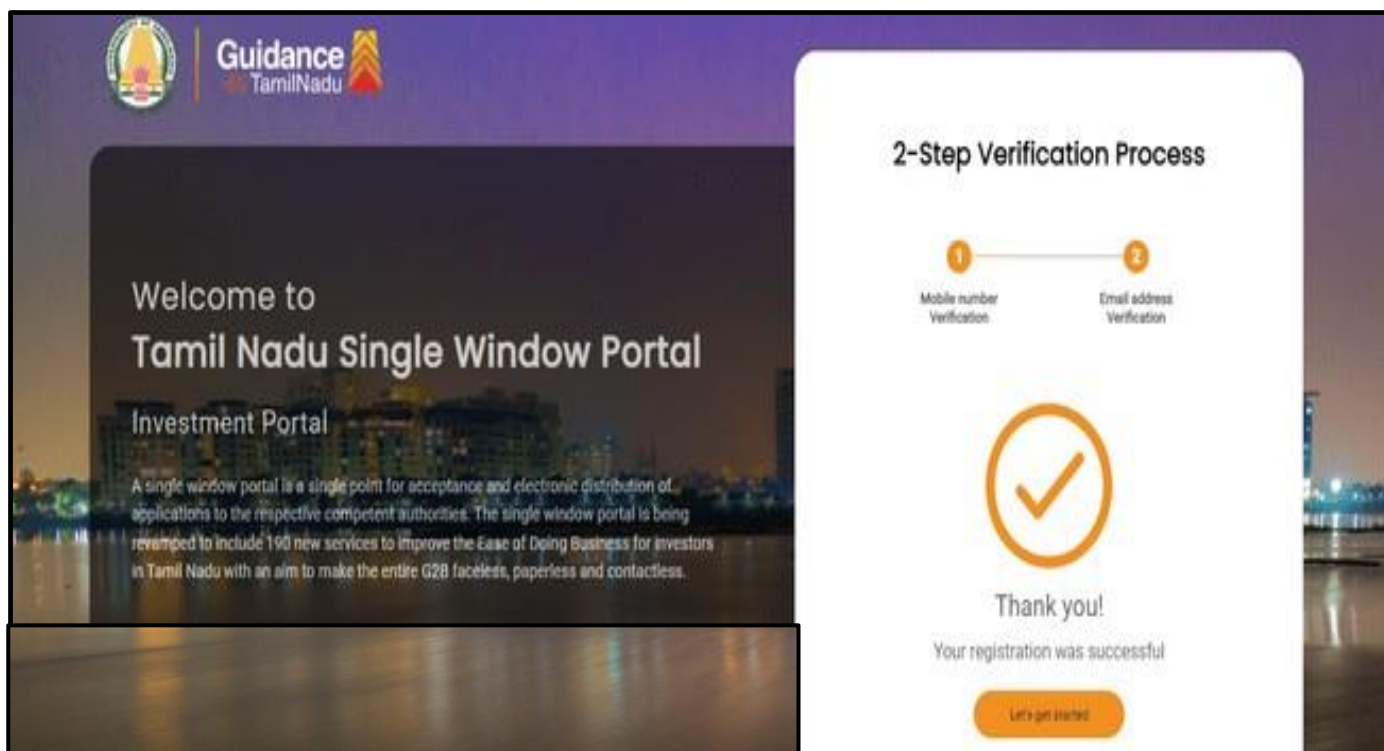 Guidance
TamilNadu
Welcome to
Tamil Nadu Single Window Portal
Investment Portal
A single window portal is a single point for acceptance and electronic distribution of
applications to the respective competent authorities. The single window portal is being
revamped to include 190 new services to improve the Ease of Doing Business for investors
in Tamil Nadu with an aim to make the entire G2B faceless, paperless and contactless.
2-Step Verification Process
1
2
Mobile number
Verification
Email address
Verification
Thank you!
Your registration was successful
Let's get started